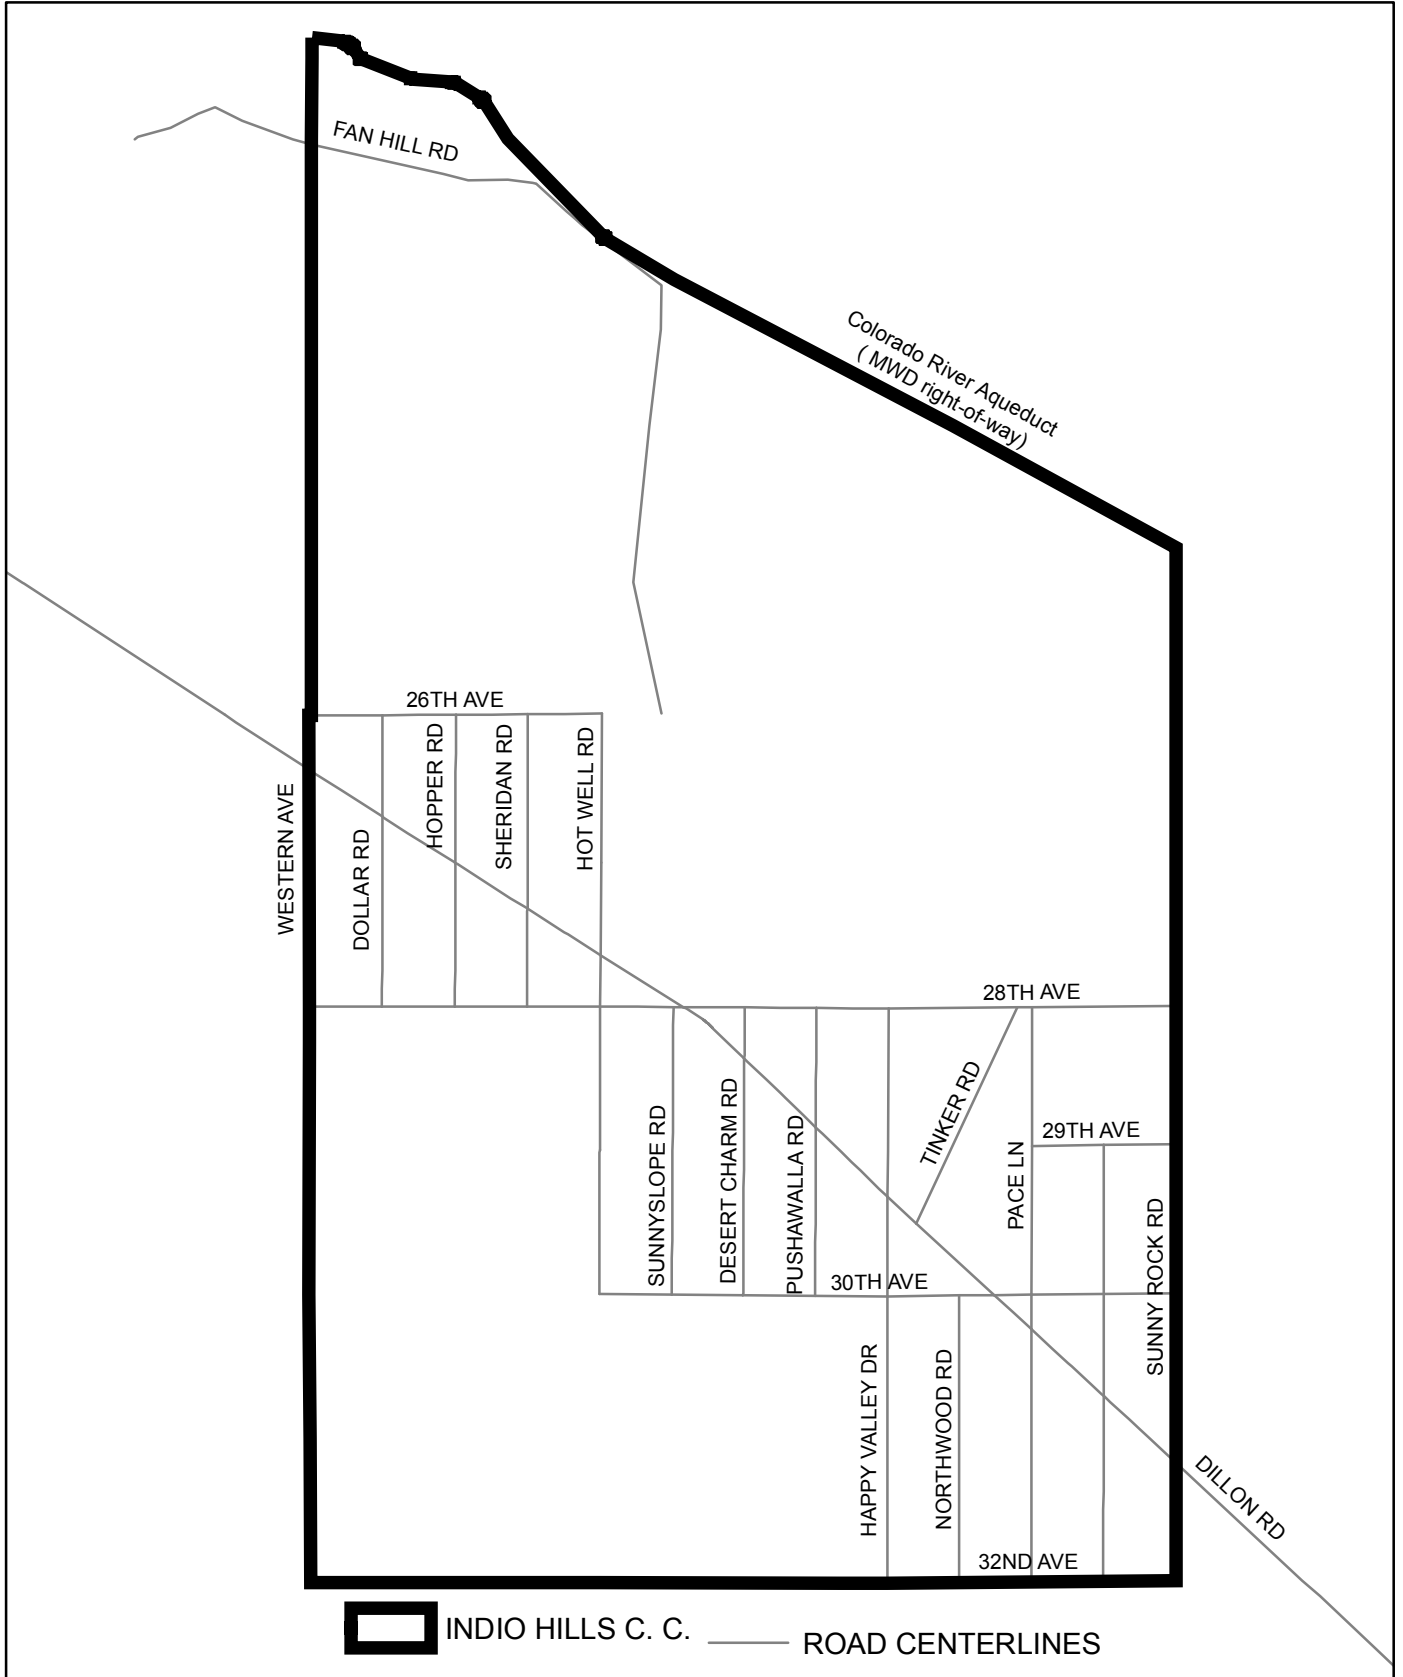 FAN HILL RD
Colorado River Aqueduct
( MWD right-of-way)
26TH AVE
HOPPER RD
SHERIDAN RD
HOT WELL RD
WESTERN AVE
DOLLAR RD
28TH AVE
TINKER RD
SUNNYSLOPE RD
DESERT CHARM RD
PUSHAWALLA RD
PACE LN
29TH AVE
SUNNY ROCK RD
30TH AVE
HAPPY VALLEY DR
NORTHWOOD RD
DILLON RD
32ND AVE
INDIO HILLS C. C.
ROAD CENTERLINES